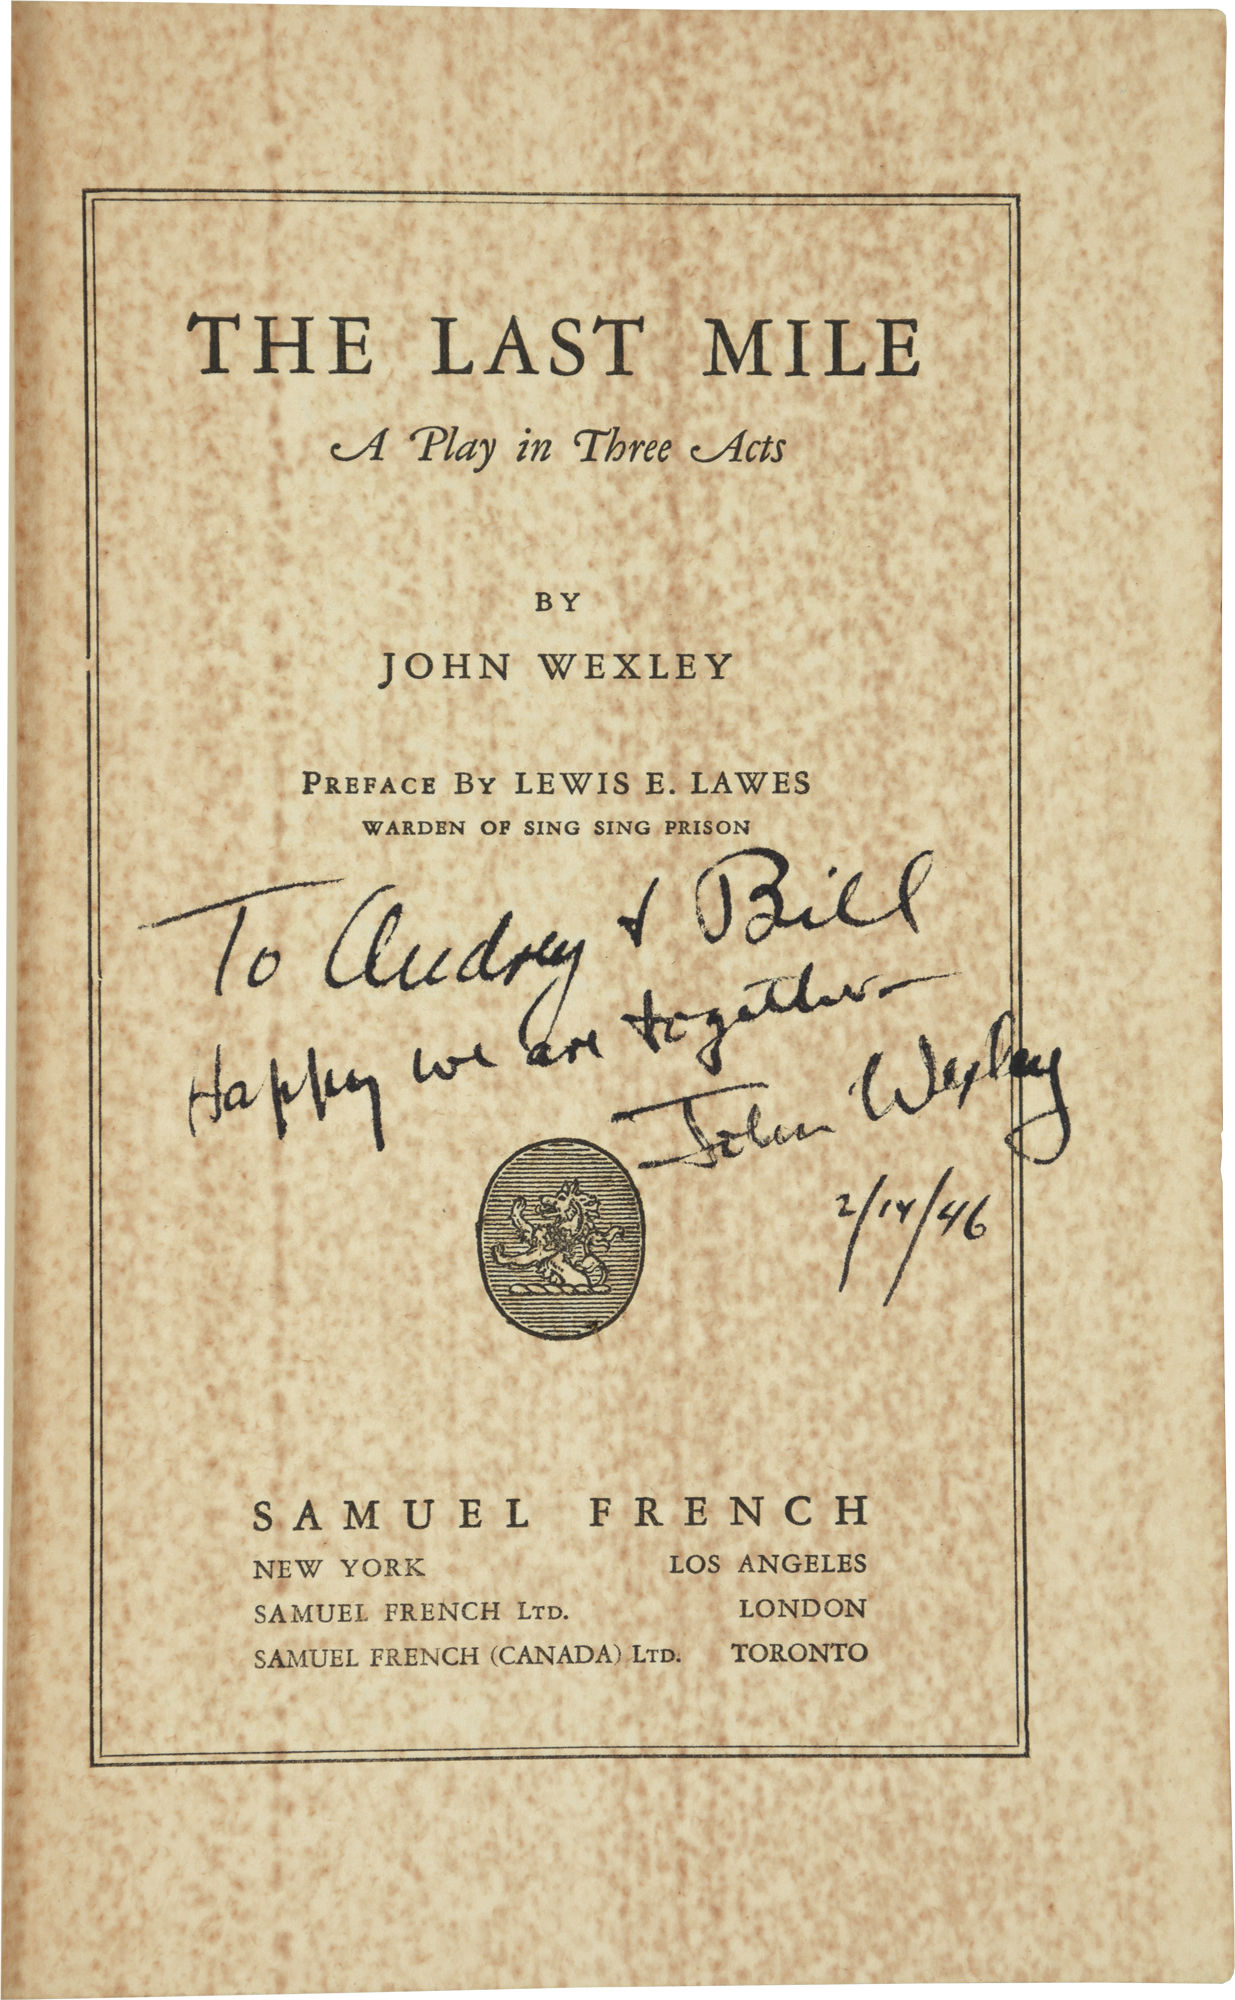 THE LAST MILE
A Play in Three Acts
BY
JOHN WEXLEY
PREFACE BY LEWIS E. LAWES
WARDEN OF SING SING PRISON
To Audrey & Bill
Happy we are together
John Wexley
2/14/46
SAMUEL FRENCH
NEW YORK LOS ANGELES
SAMUEL FRENCH LTD. LONDON
SAMUEL FRENCH (CANADA) LTD. TORONTO